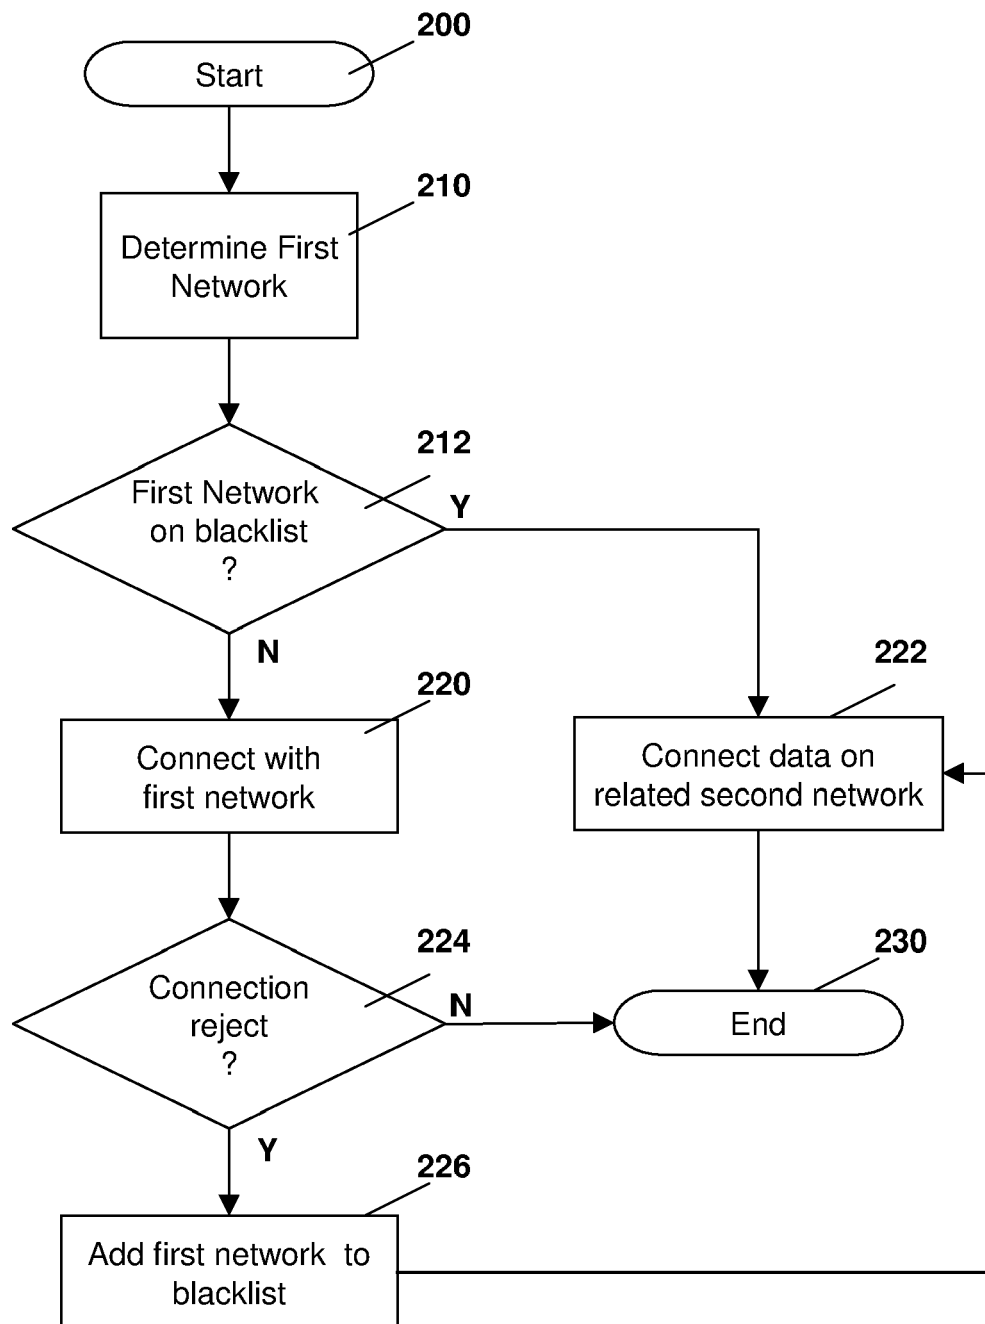 200
Start
210
Determine First
Network
212
First Network
on blacklist
?
Y
N
220
Connect with
first network
222
Connect data on
related second network
224
Connection
reject
?
N
Y
230
End
226
Add first network to
blacklist